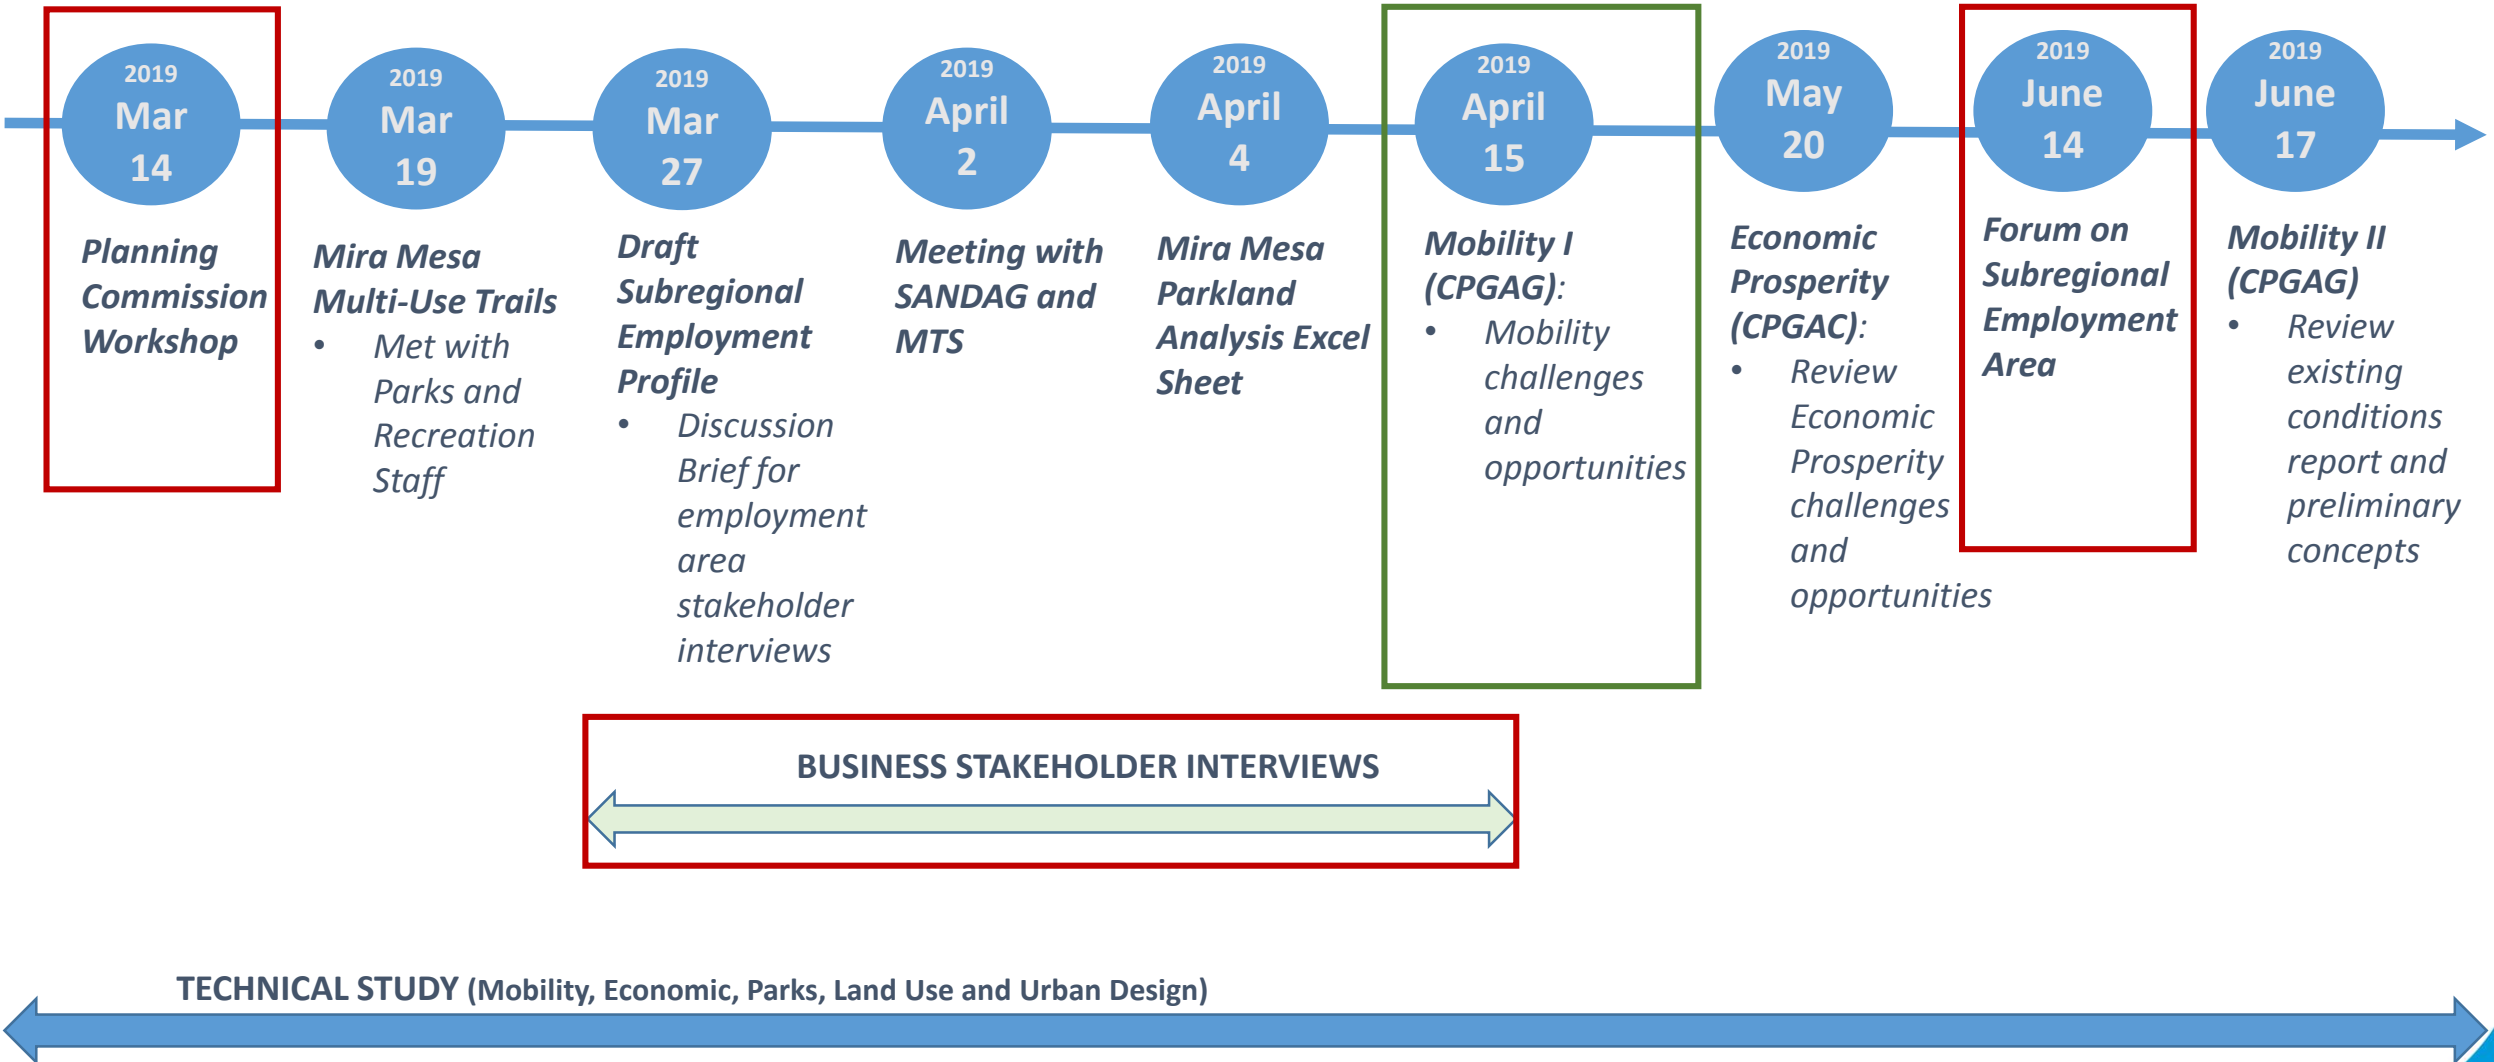 2019
Mar
14
Planning
Commission
Workshop
2019
Mar
19
Mira Mesa
Multi-Use Trails
• Met with
Parks and
Recreation
Staff
2019
Mar
27
Draft
Subregional
Employment
Profile
• Discussion
Brief for
employment
area
stakeholder
interviews
2019
April
2
Meeting with
SANDAG and
MTS
2019
April
4
Mira Mesa
Parkland
Analysis Excel
Sheet
2019
April
15
Mobility I
(CPGAG):
• Mobility
challenges
and
opportunities
2019
May
20
Economic
Prosperity
(CPGAC):
• Review
Economic
Prosperity
challenges
and
opportunities
2019
June
14
Forum on
Subregional
Employment
Area
2019
June
17
Mobility II
(CPGAG)
• Review
existing
conditions
report and
preliminary
concepts
BUSINESS STAKEHOLDER INTERVIEWS
TECHNICAL STUDY (Mobility, Economic, Parks, Land Use and Urban Design)